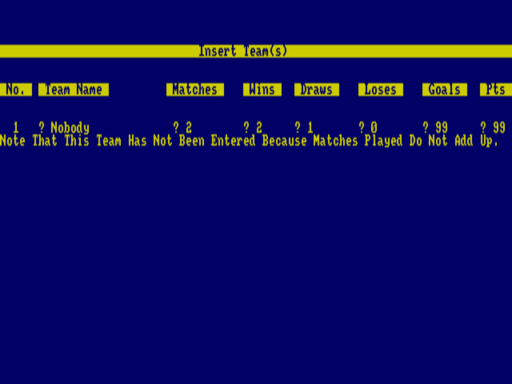 Insert Team(s)
No. Team Name Matches Wins Draws Loses Goals Pts
1 ? Nobody ? 2 ? 2 ? 1 ? 0 ? 99 ? 99
Note That This Team Has Not Been Entered Because Matches Played Do Not Add Up.